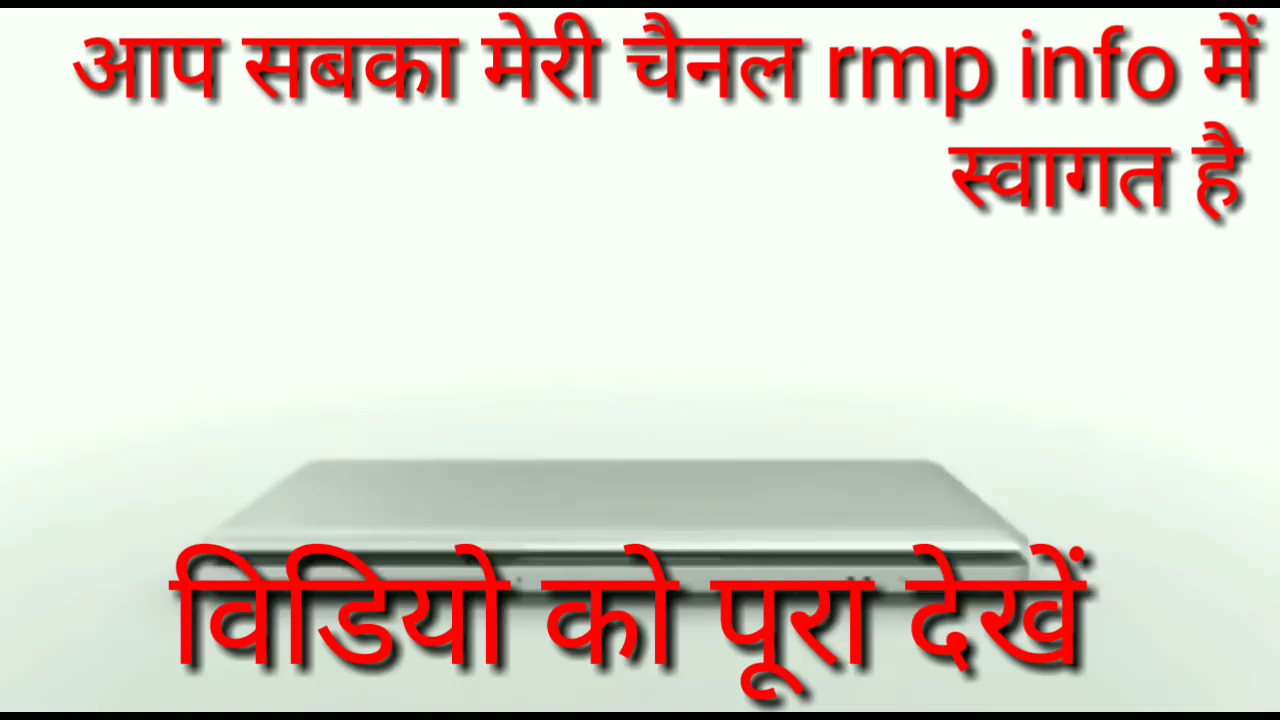 आप सबका मेरी चैनल rmp info में
स्वागत है
विडियो को पूरा देखें